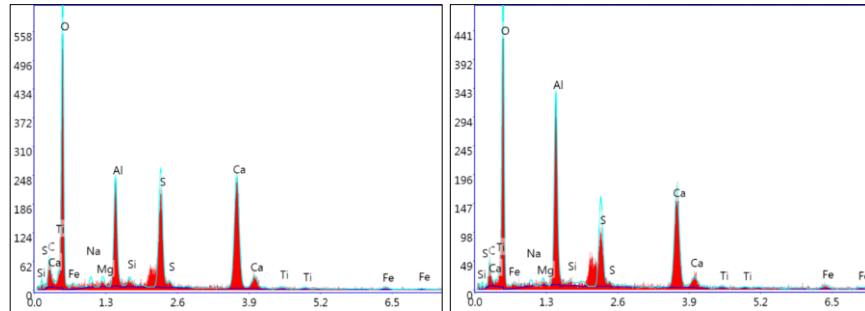 558
O
496
434
372
310
248
Al
S
Ca
186
124
Ti
S C
62
Ca
Na
Si
Fe
Mg
Si
S
Ca
Ti
Ti
Fe
Fe
0.0 1.3 2.6 3.9 5.2 6.5
441
O
392
343
Al
294
245
196
147
Ca
98
S
S C Ti
49
Ca
Na
Si
Fe
Mg
Si
S
Ca
Ti
Ti
Fe
Fe
0.0 1.3 2.6 3.9 5.2 6.5